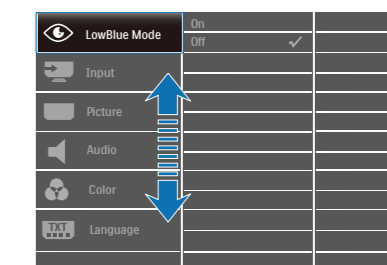 LowBlue Mode
On
Off
Input
Picture
Audio
Color
TXT
Language